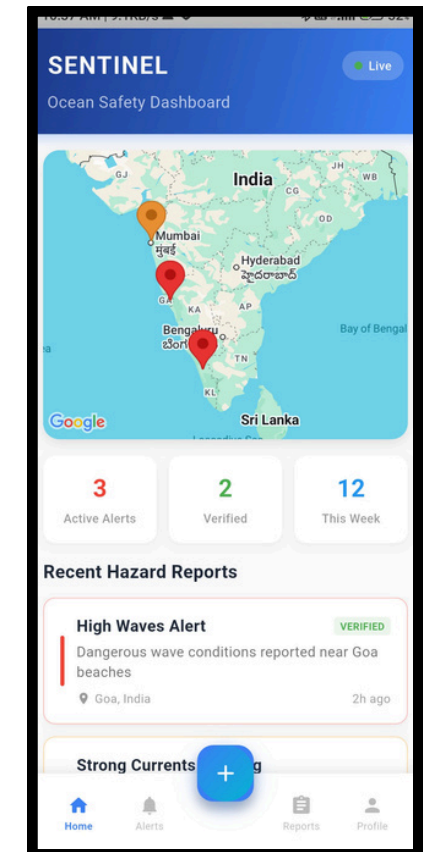 SENTINEL
Live
Ocean Safety Dashboard
GJ
India
JH
WB
CG
OD
Mumbai
मुंबई
Hyderabad
హైదరాబాద్
KA
AP
Bay of Bengal
TN
KL
Google
Sri Lanka
3
Active Alerts
2
Verified
12
This Week
Recent Hazard Reports
High Waves Alert
VERIFIED
Dangerous wave conditions reported near Goa
beaches
Goa, India
2h ago
Strong Currents
+
Home
Alerts
Reports
Profile